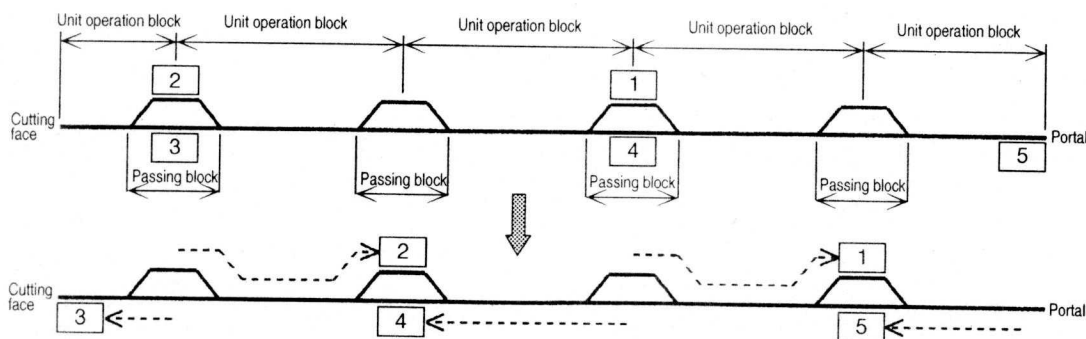 Unit operation block Unit operation block Unit operation block Unit operation block Unit operation block
2 1
Cutting
face
Portal
3 4 5
Passing block Passing block Passing block Passing block
2 1
Cutting
face
Portal
3 4 5